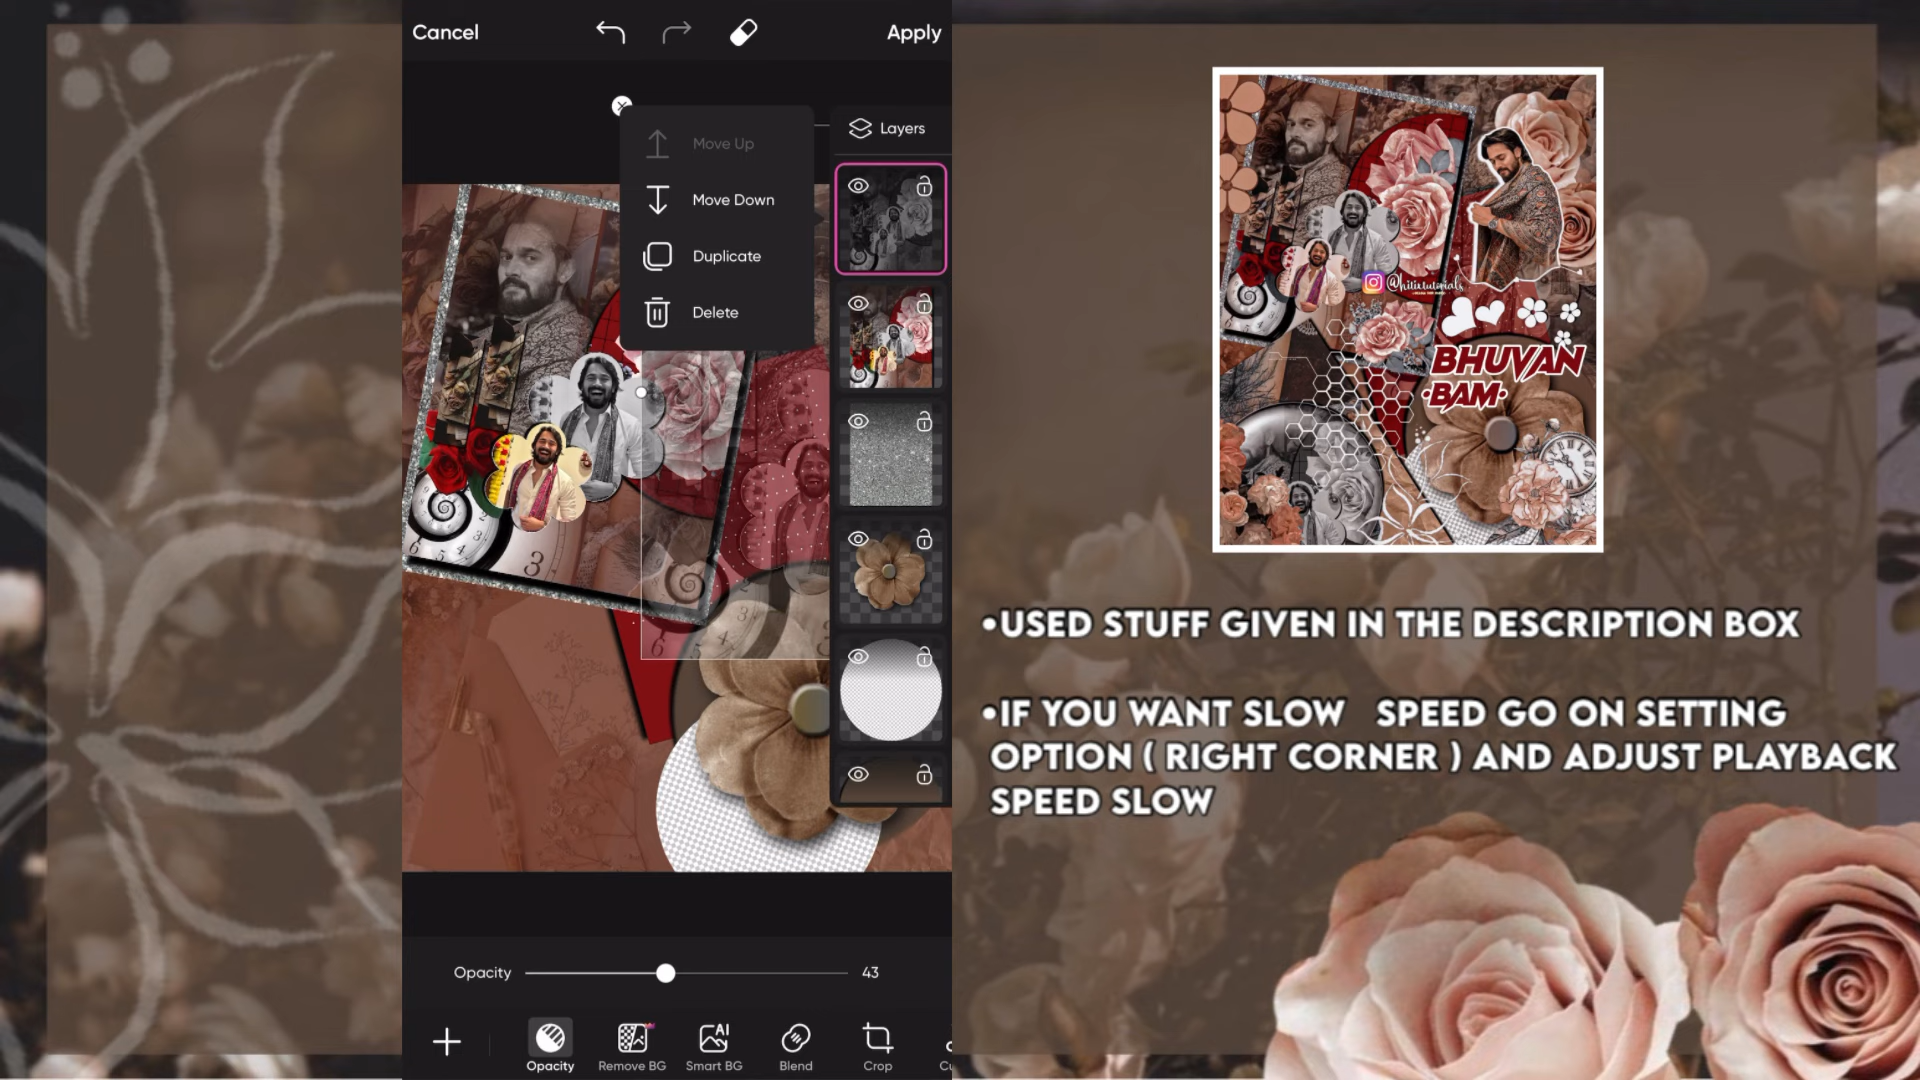 Cancel
Apply
Move Up
Move Down
Duplicate
Delete
Layers
Opacity
43
Opacity
Remove BG
AI
Smart BG
Blend
Crop
BHUVAN
•BAM•
•USED STUFF GIVEN IN THE DESCRIPTION BOX
•IF YOU WANT SLOW SPEED GO ON SETTING
OPTION ( RIGHT CORNER ) AND ADJUST PLAYBACK
SPEED SLOW